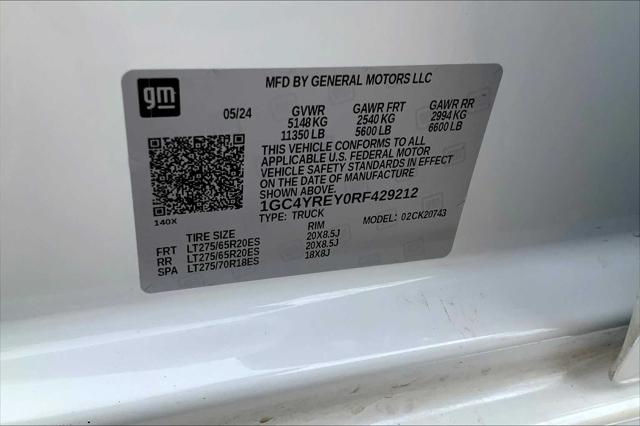 gm
MFD BY GENERAL MOTORS LLC
05/24 GVWR GAWR FRT GAWR RR
5148 KG 2540 KG 2994 KG
11350 LB 5600 LB 6600 LB
THIS VEHICLE CONFORMS TO ALL
APPLICABLE U.S. FEDERAL MOTOR
VEHICLE SAFETY STANDARDS IN EFFECT
ON THE DATE OF MANUFACTURE
SHOWN ABOVE.
1GC4YREY0RF429212
140X TYPE: TRUCK MODEL: 02CK20743
TIRE SIZE RIM
FRT LT275/65R20ES 20X8.5J
RR LT275/65R20ES 20X8.5J
SPA LT275/70R18ES 18X8J